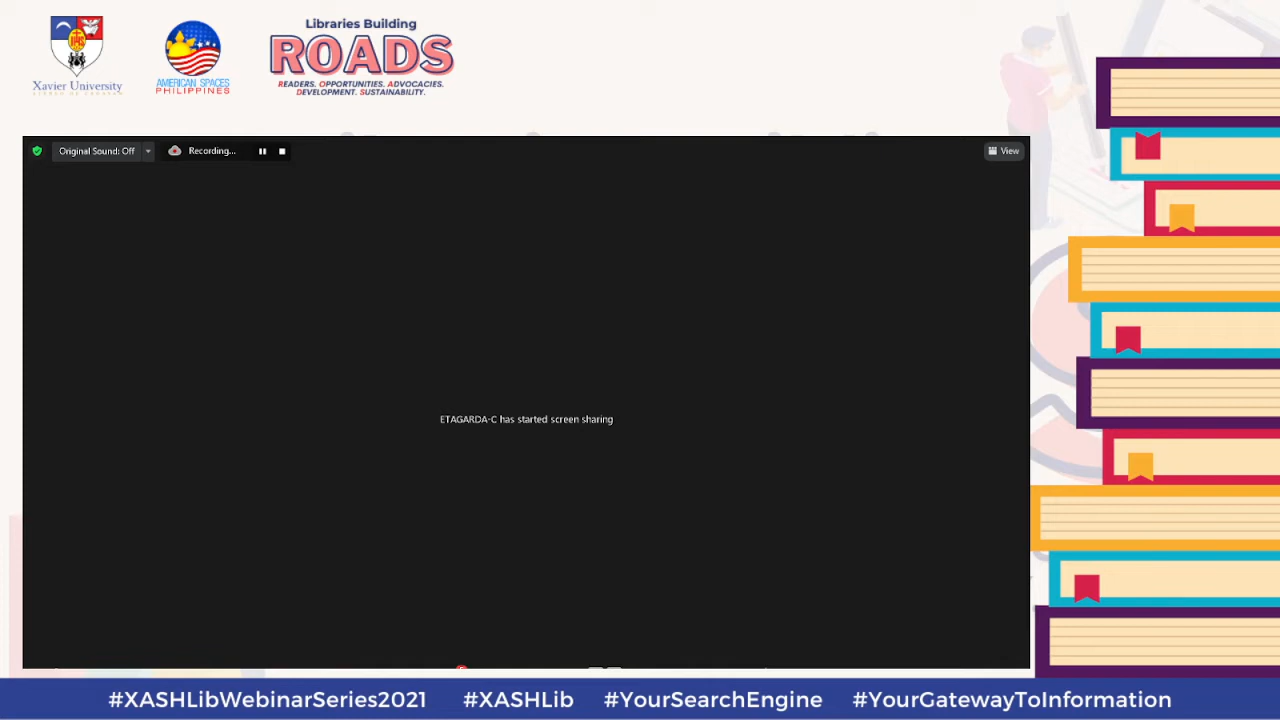 Xavier University
AMERICAN SPACES
PHILIPPINES
Libraries Building
ROADS
READERS. OPPORTUNITIES. ADVOCACIES.
DEVELOPMENT. SUSTAINABILITY.
Original Sound: Off
Recording...
View
ETAGARDA-C has started screen sharing
#XASHLibWebinarSeries2021 #XASHLib #YourSearchEngine #YourGatewayToInformation